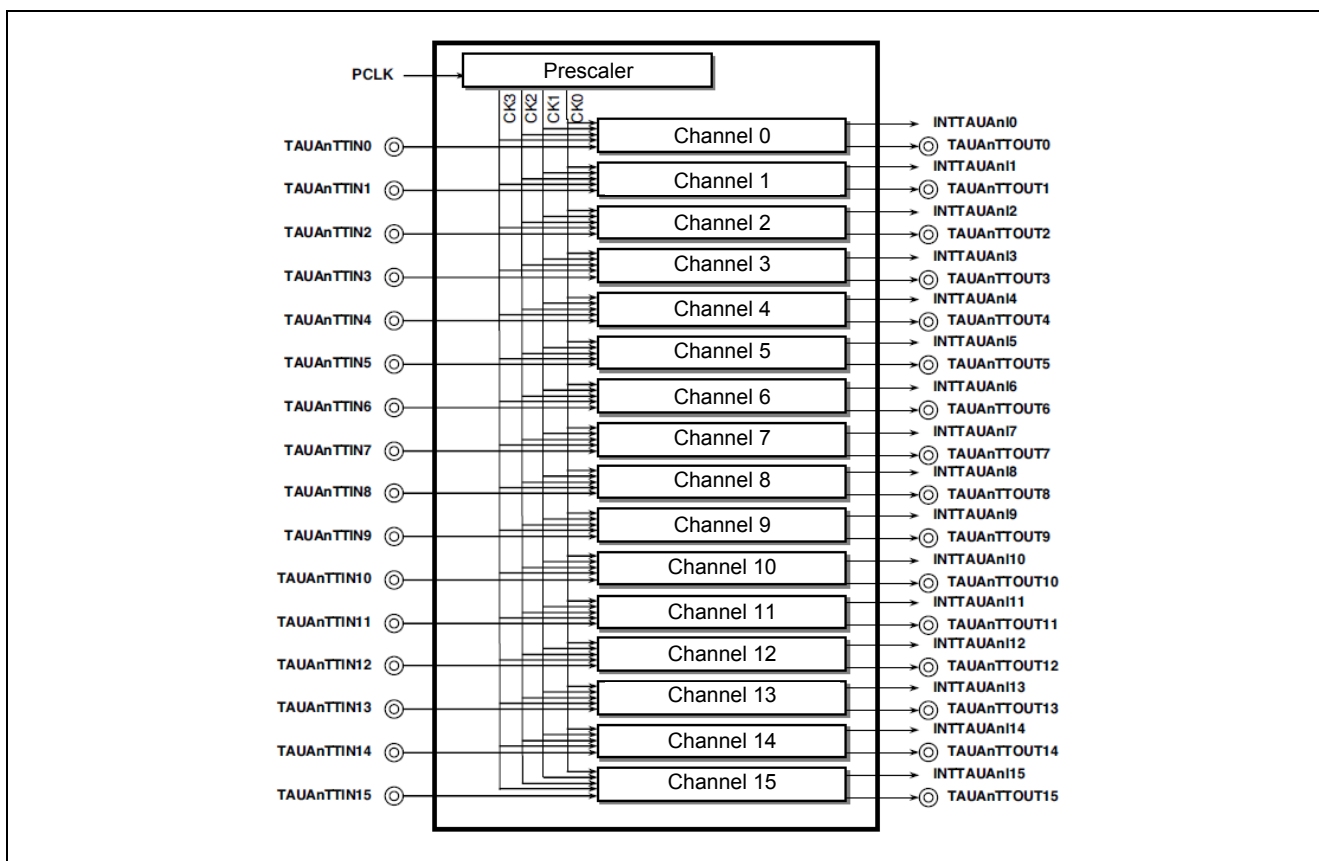 PCLK
Prescaler
CK3
CK2
CK1
CK0
TAUAnTTIN0
Channel 0
INTTAUAnI0
TAUAnTTOUT0
TAUAnTTIN1
Channel 1
INTTAUAnI1
TAUAnTTOUT1
TAUAnTTIN2
Channel 2
INTTAUAnI2
TAUAnTTOUT2
TAUAnTTIN3
Channel 3
INTTAUAnI3
TAUAnTTOUT3
TAUAnTTIN4
Channel 4
INTTAUAnI4
TAUAnTTOUT4
TAUAnTTIN5
Channel 5
INTTAUAnI5
TAUAnTTOUT5
TAUAnTTIN6
Channel 6
INTTAUAnI6
TAUAnTTOUT6
TAUAnTTIN7
Channel 7
INTTAUAnI7
TAUAnTTOUT7
TAUAnTTIN8
Channel 8
INTTAUAnI8
TAUAnTTOUT8
TAUAnTTIN9
Channel 9
INTTAUAnI9
TAUAnTTOUT9
TAUAnTTIN10
Channel 10
INTTAUAnI10
TAUAnTTOUT10
TAUAnTTIN11
Channel 11
INTTAUAnI11
TAUAnTTOUT11
TAUAnTTIN12
Channel 12
INTTAUAnI12
TAUAnTTOUT12
TAUAnTTIN13
Channel 13
INTTAUAnI13
TAUAnTTOUT13
TAUAnTTIN14
Channel 14
INTTAUAnI14
TAUAnTTOUT14
TAUAnTTIN15
Channel 15
INTTAUAnI15
TAUAnTTOUT15